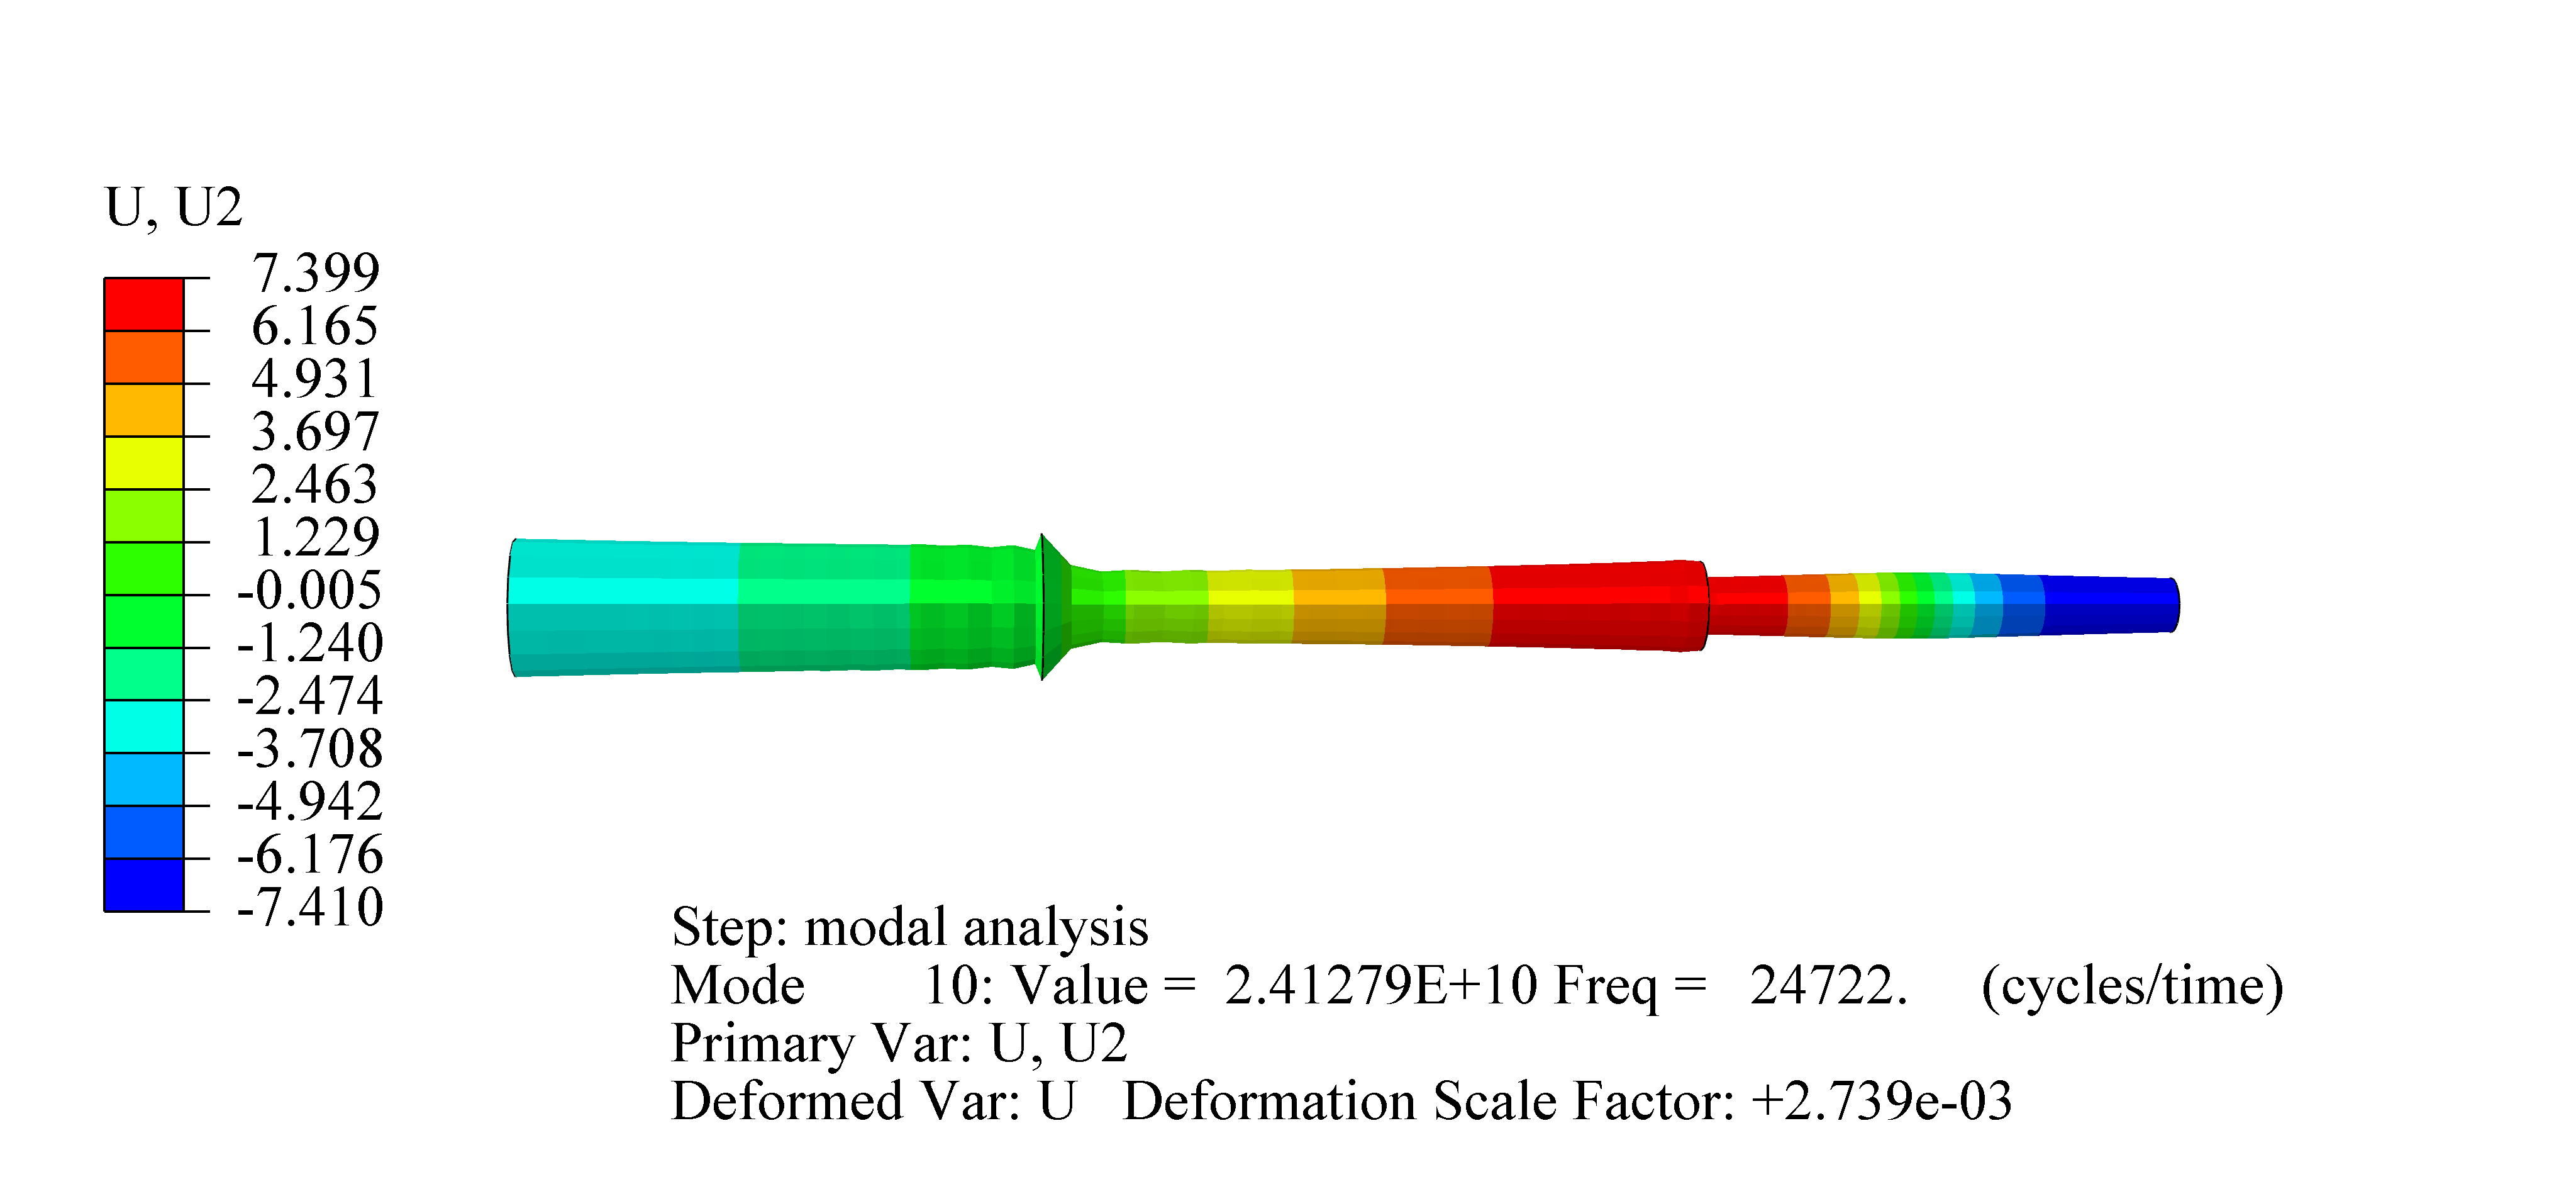 U, U2
7.399
6.165
4.931
3.697
2.463
1.229
-0.005
-1.240
-2.474
-3.708
-4.942
-6.176
-7.410
Step: modal analysis
Mode 10: Value = 2.41279E+10 Freq = 24722. (cycles/time)
Primary Var: U, U2
Deformed Var: U Deformation Scale Factor: +2.739e-03